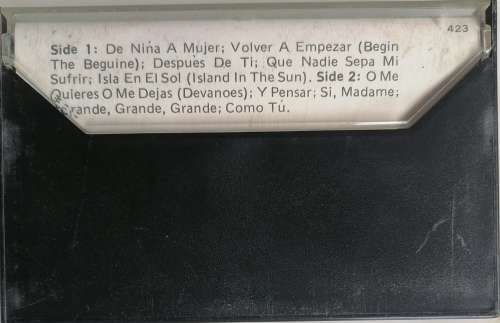 423
Side 1: De Nina A Mujer; Volver A Empezar (Begin
The Beguine); Despues De Ti; Que Nadie Sepa Mi
Sufrir; Isla En El Sol (Island In The Sun). Side 2: O Me
Quieres O Me Dejas (Devanoes); Y Pensar; Si, Madame;
Grande, Grande, Grande; Como Tú.